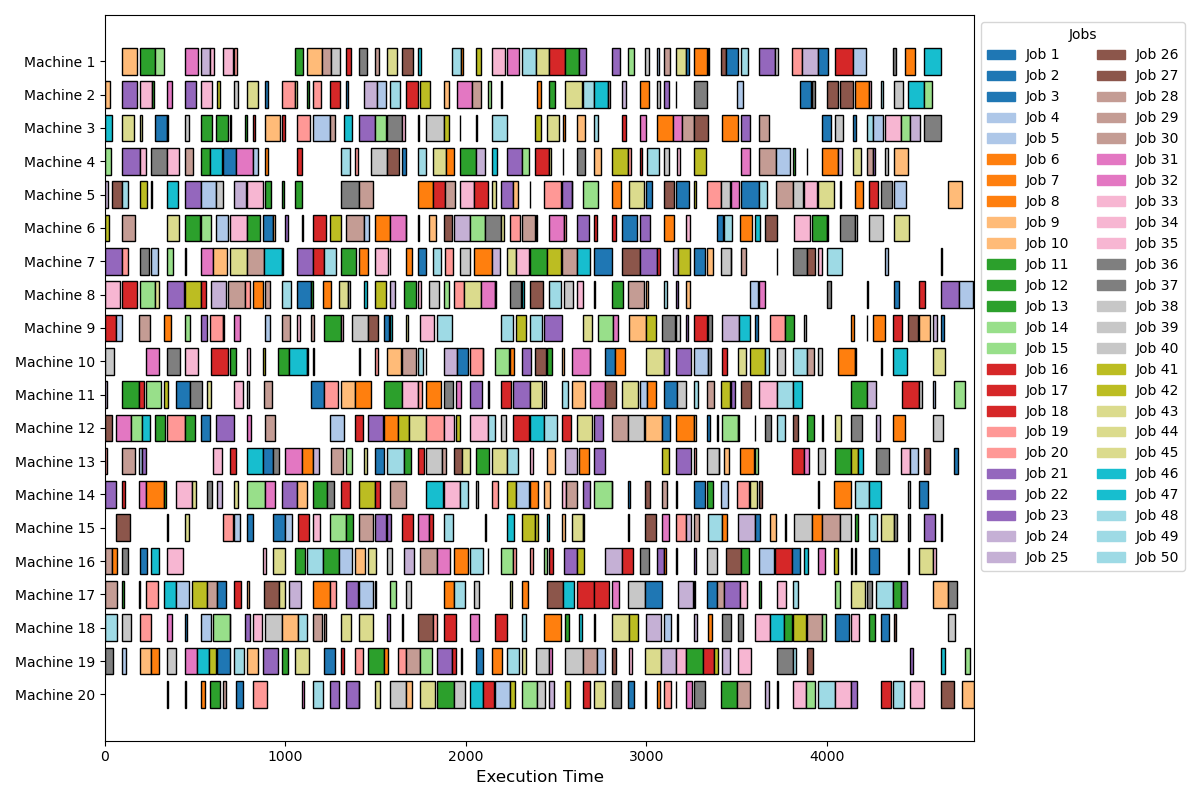 Machine 1
Machine 2
Machine 3
Machine 4
Machine 5
Machine 6
Machine 7
Machine 8
Machine 9
Machine 10
Machine 11
Machine 12
Machine 13
Machine 14
Machine 15
Machine 16
Machine 17
Machine 18
Machine 19
Machine 20
0 1000 2000 3000 4000
Execution Time
Jobs
Job 1
Job 2
Job 3
Job 4
Job 5
Job 6
Job 7
Job 8
Job 9
Job 10
Job 11
Job 12
Job 13
Job 14
Job 15
Job 16
Job 17
Job 18
Job 19
Job 20
Job 21
Job 22
Job 23
Job 24
Job 25
Job 26
Job 27
Job 28
Job 29
Job 30
Job 31
Job 32
Job 33
Job 34
Job 35
Job 36
Job 37
Job 38
Job 39
Job 40
Job 41
Job 42
Job 43
Job 44
Job 45
Job 46
Job 47
Job 48
Job 49
Job 50